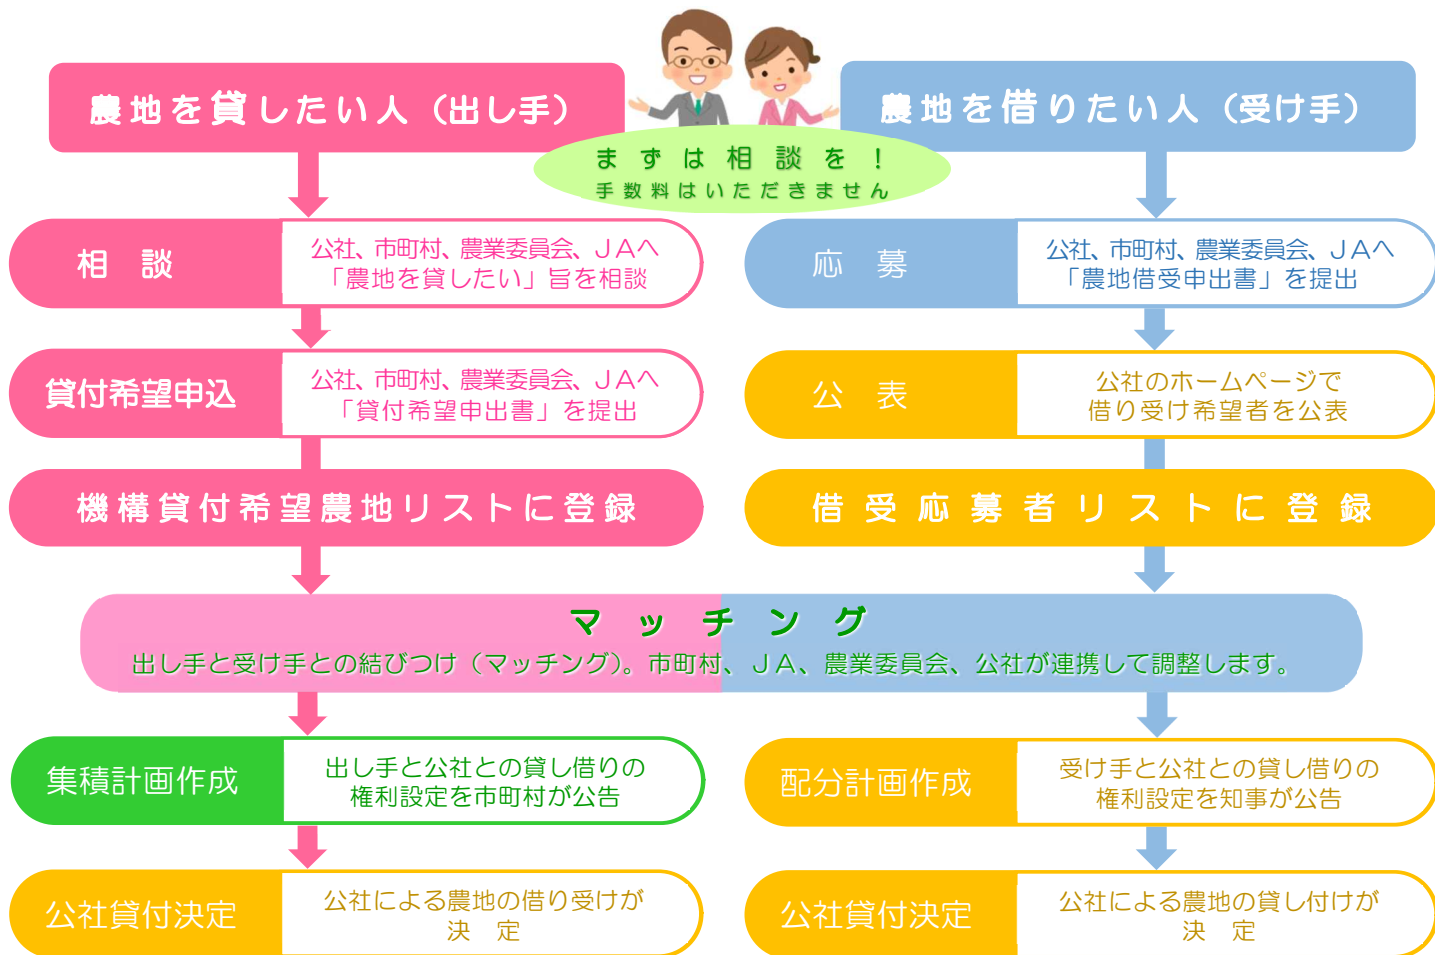 農地を貸したい人（出し手）
農地を借りたい人（受け手）
まずは相談を！
手数料はいただきません
相　談
公社、市町村、農業委員会、ＪＡへ
「農地を貸したい」旨を相談
貸付希望申込
公社、市町村、農業委員会、ＪＡへ
「貸付希望申出書」を提出
機構貸付希望農地リストに登録
応　募
公社、市町村、農業委員会、ＪＡへ
「農地借受申出書」を提出
公　表
公社のホームページで
借り受け希望者を公表
借受応募者リストに登録
マッチング
出し手と受け手との結びつけ（マッチング）。市町村、ＪＡ、農業委員会、公社が連携して調整します。
集積計画作成
出し手と公社との貸し借りの
権利設定を市町村が公告
公社貸付決定
公社による農地の借り受けが
決　定
配分計画作成
受け手と公社との貸し借りの
権利設定を知事が公告
公社貸付決定
公社による農地の貸し付けが
決　定